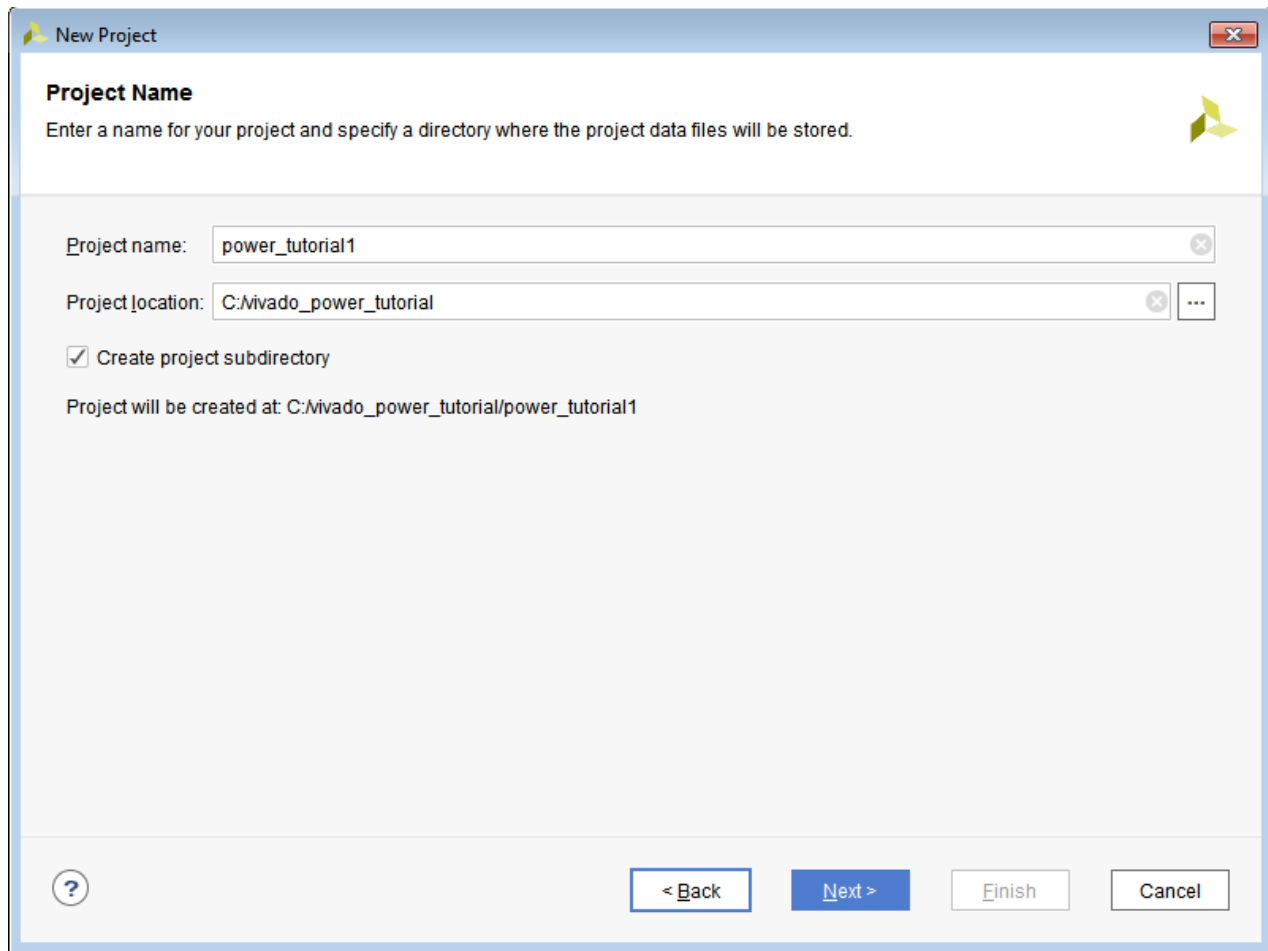 New Project
Project Name
Enter a name for your project and specify a directory where the project data files will be stored.
Project name: power_tutorial1
Project location: C:/vivado_power_tutorial ...
Create project subdirectory
Project will be created at: C:/vivado_power_tutorial/power_tutorial1
? < Back Next > Finish Cancel